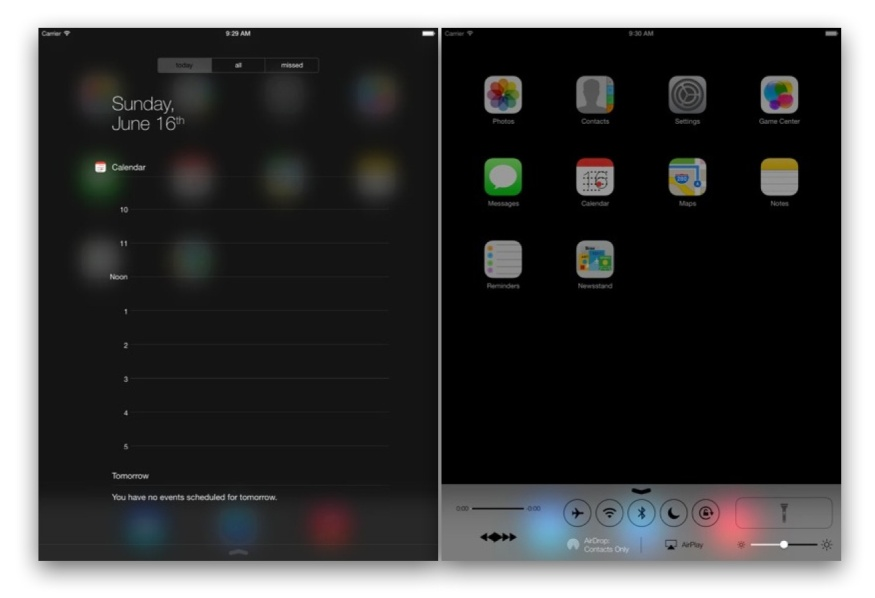 Carrier
9:29 AM
today
all
missed
Sunday,
June 16th
Calendar
10
11
Noon
1
2
3
4
5
Tomorrow
You have no events scheduled for tomorrow.
Carrier
9:30 AM
Photos
Contacts
Settings
Game Center
Messages
Calendar
Maps
Notes
Reminders
Newsstand
0:00
-0:00
AirDrop:
Contacts Only
AirPlay